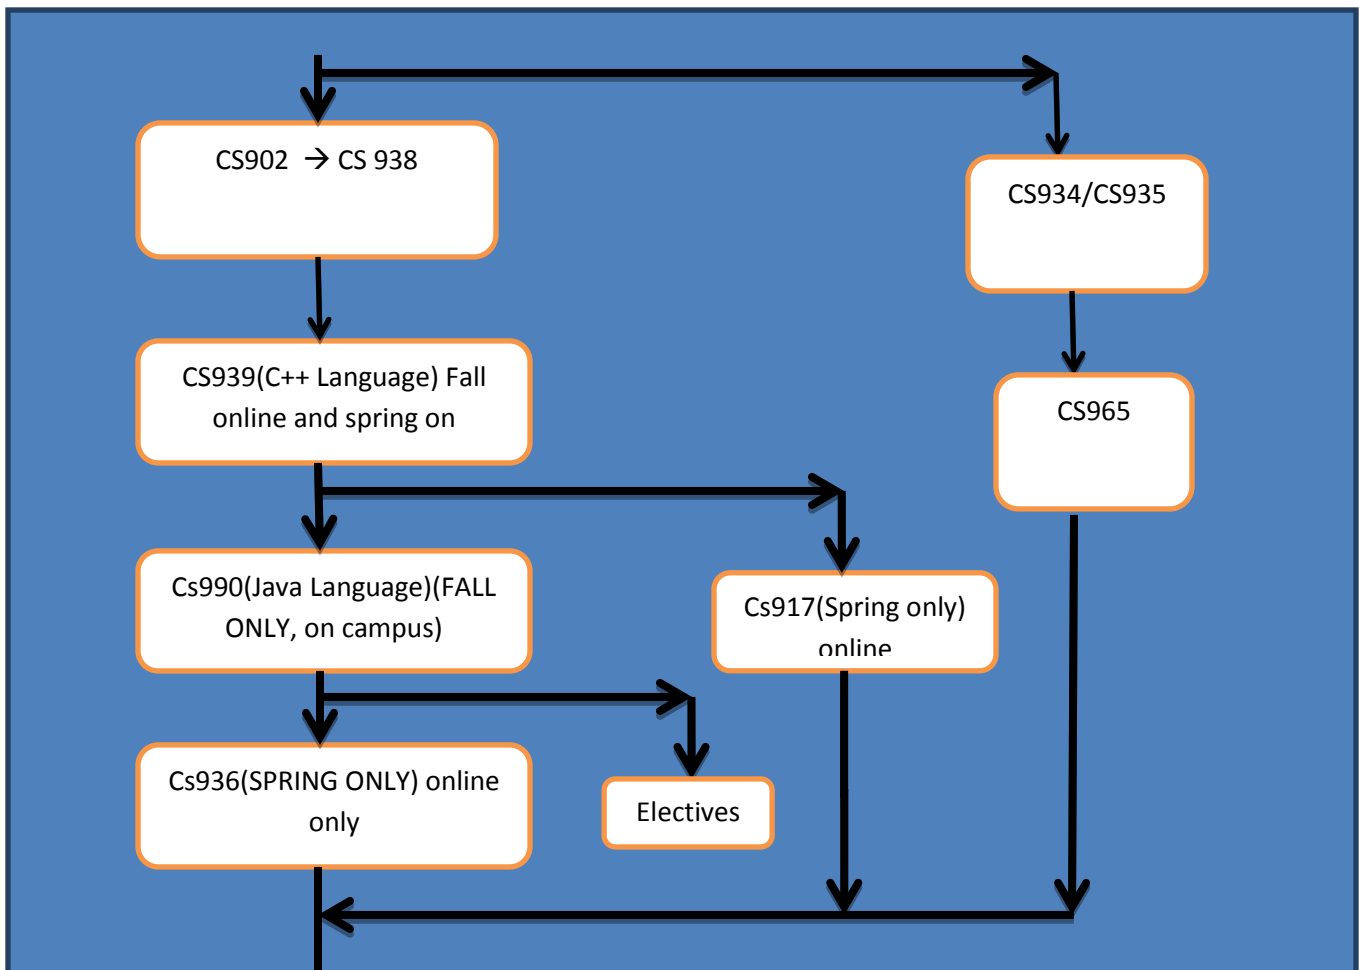 CS902 → CS 938
CS934/CS935
CS939(C++ Language) Fall
online and spring on
CS965
Cs990(Java Language)(FALL
ONLY, on campus)
Cs917(Spring only)
online
Cs936(SPRING ONLY) online
only
Electives